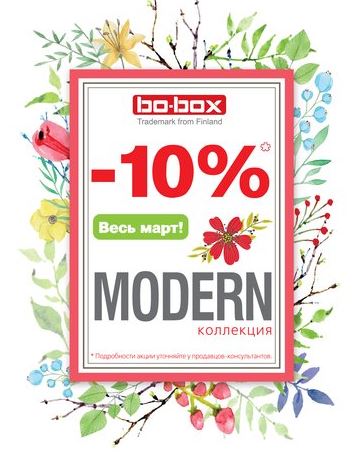 bo-box
Trademark from Finland
-10%*
Весь март!
MODERN
коллекция
* Подробности акции уточняйте у продавцов-консультантов.